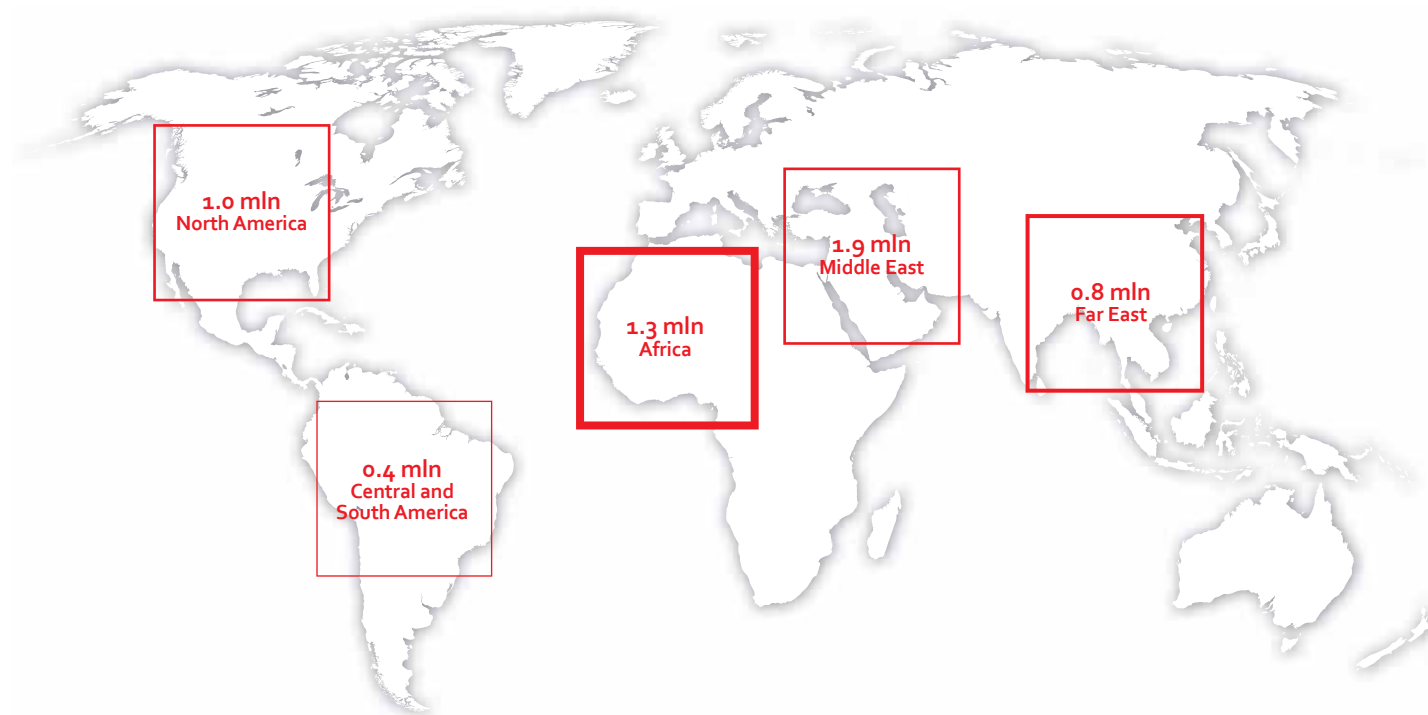 1.0 mln
North America
1.9 mln
Middle East
0.8 mln
Far East
1.3 mln
Africa
0.4 mln
Central and
South America